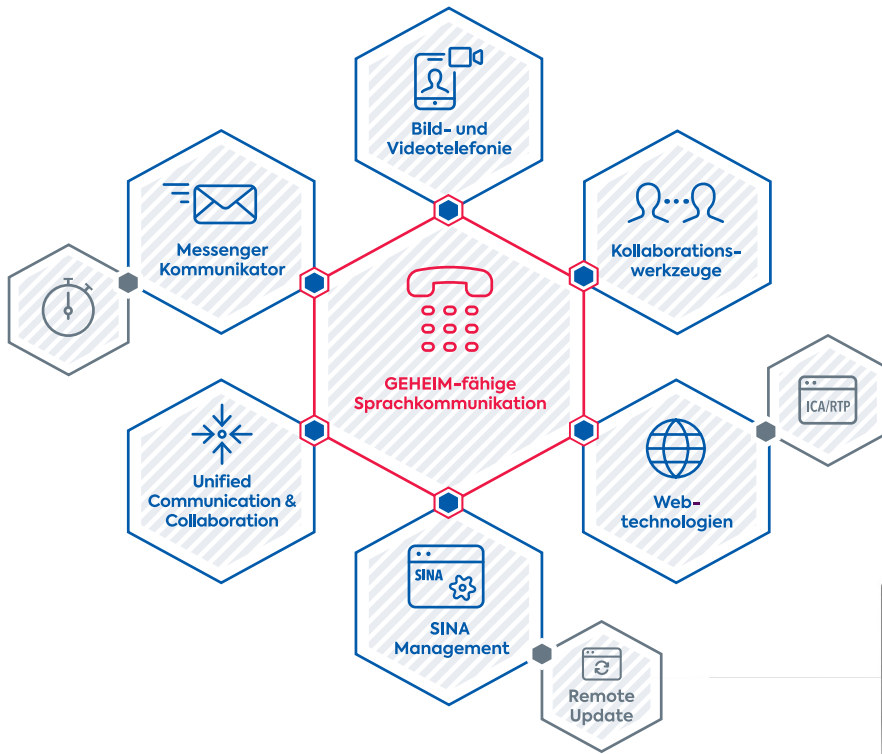 Bild- und
Videotelefonie
Messenger
Kommunikator
Kollaborations-
werkzeuge
GEHEIM-fähige
Sprachkommunikation
ICA/RTP
Unified
Communication &
Collaboration
Web-
technologien
SINA
SINA
Management
Remote
Update